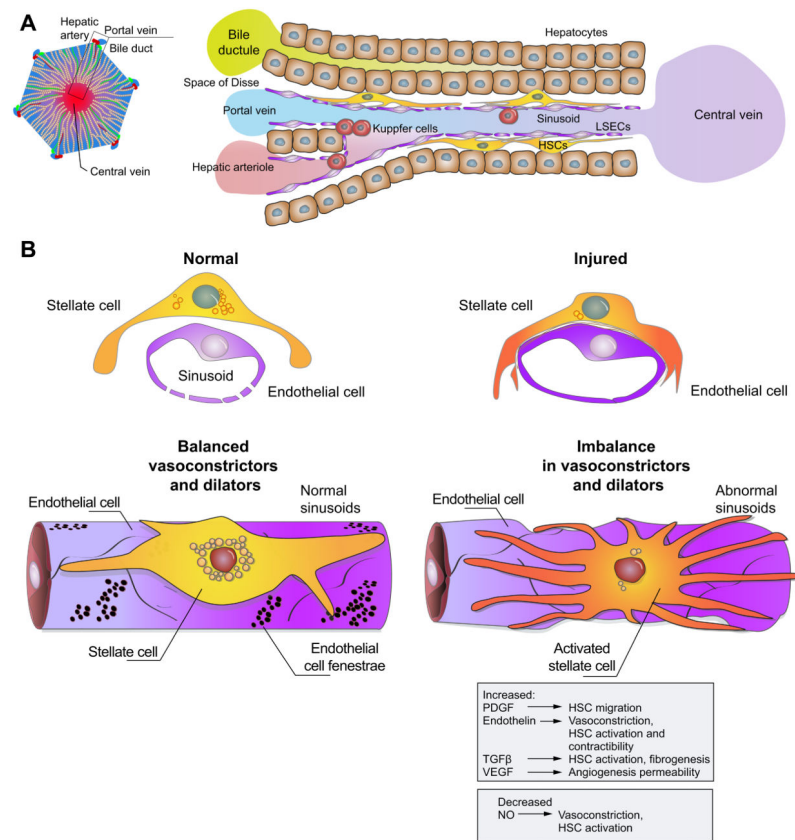 A
Hepatic
artery
Portal vein
Bile duct
Central vein
Bile
ductule
Hepatocytes
Space of Disse
Portal vein
Sinusoid
Central vein
Kupffer cells
LSECs
HSCs
Hepatic arteriole
B
Normal
Injured
Stellate cell
Stellate cell
Sinusoid
Endothelial cell
Endothelial cell
Balanced
vasoconstrictors
and dilators
Imbalance
in vasoconstrictors
and dilators
Endothelial cell
Normal
sinusoids
Endothelial cell
Abnormal
sinusoids
Stellate cell
Endothelial
cell fenestrae
Activated
stellate cell
Increased:
PDGF → HSC migration
Endothelin → Vasoconstriction,
HSC activation and
contractibility
TGFβ → HSC activation, fibrogenesis
VEGF → Angiogenesis permeability
Decreased
NO → Vasoconstriction,
HSC activation